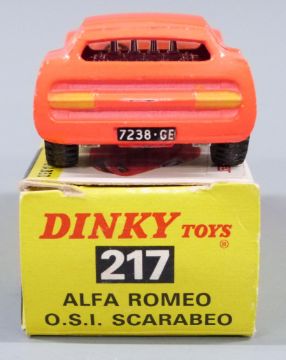 7238·GE
DINKY TOYS®
217
ALFA ROMEO
O.S.I. SCARABEO